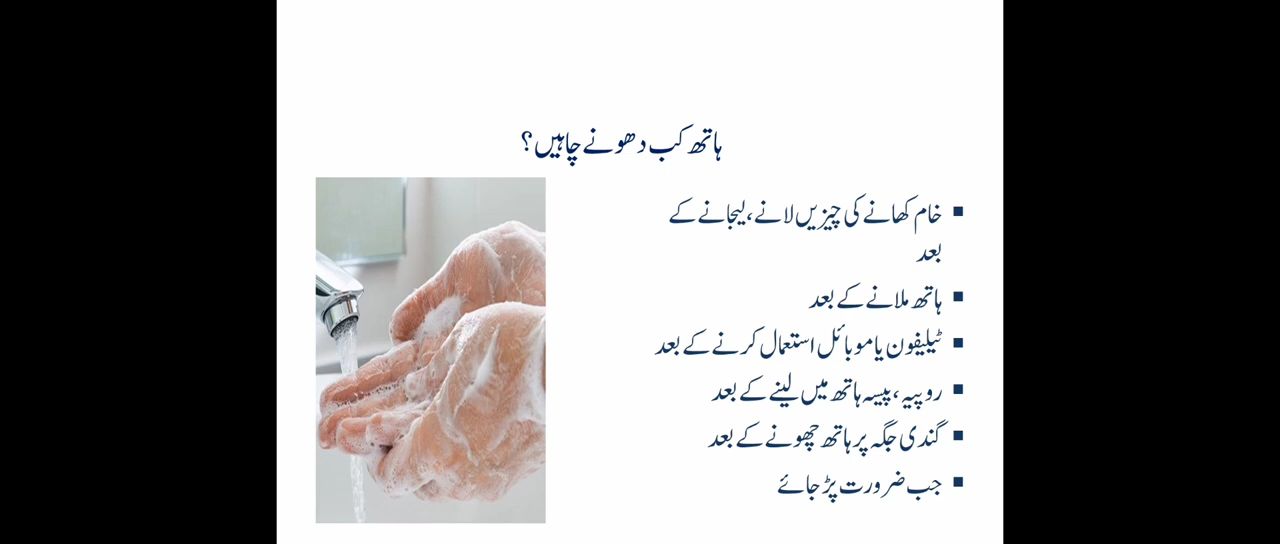 ہاتھ کب دھونے چاہیں؟
▪ خام کھانے کی چیزیں لانے، لیجانے کے
بعد
▪ ہاتھ ملانے کے بعد
▪ ٹیلیفون یا موبائل استعمال کرنے کے بعد
▪ روپیہ، پیسہ ہاتھ میں لینے کے بعد
▪ گندی جگہ پر ہاتھ چھونے کے بعد
▪ جب ضرورت پڑ جائے